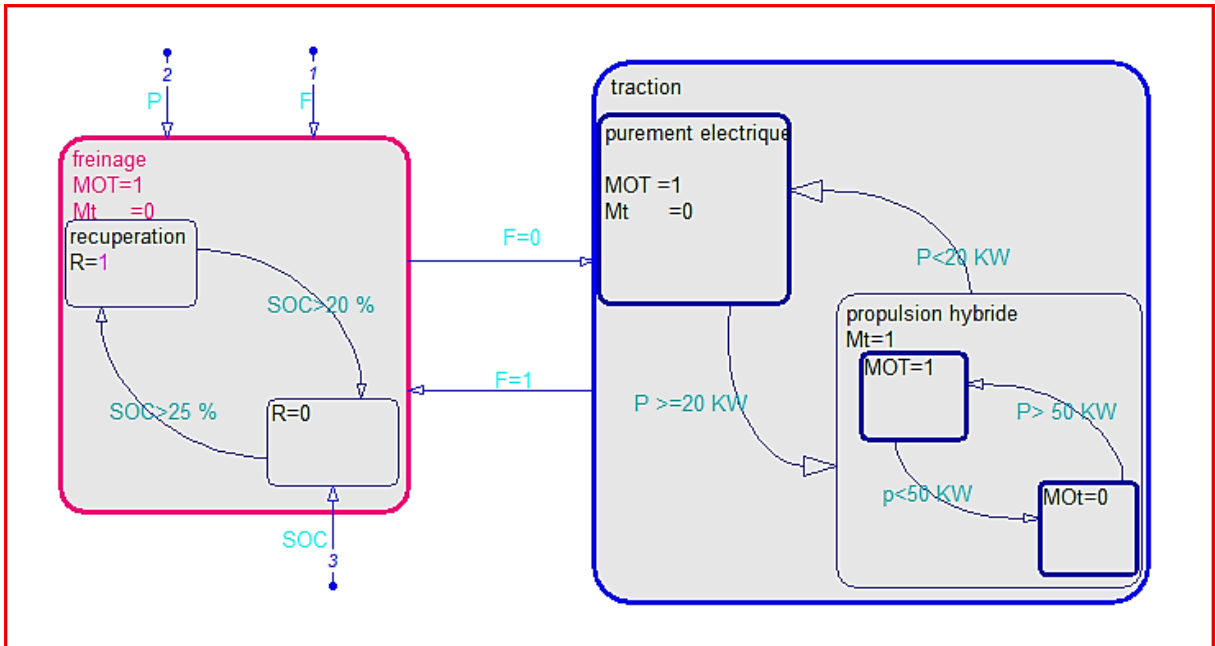 2
1
P
F
freinage
MOT=1
Mt =0
recuperation
R=1
SOC>20 %
SOC>25 %
R=0
SOC
3
F=0
F=1
traction
purement electrique
MOT =1
Mt =0
P<20 KW
P >=20 KW
propulsion hybride
Mt=1
MOT=1
P> 50 KW
p<50 KW
MOt=0